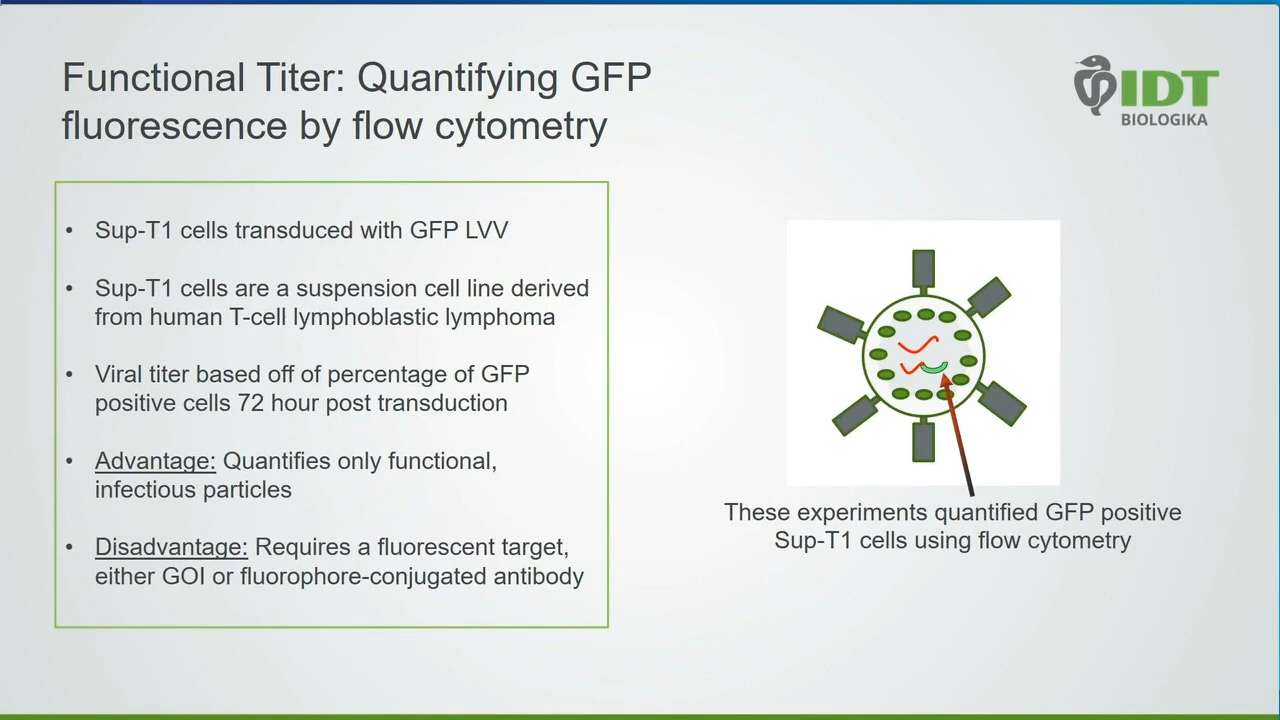 Functional Titer: Quantifying GFP
fluorescence by flow cytometry
IDT
BIOLOGIKA
• Sup-T1 cells transduced with GFP LVV
• Sup-T1 cells are a suspension cell line derived
from human T-cell lymphoblastic lymphoma
• Viral titer based off of percentage of GFP
positive cells 72 hour post transduction
• Advantage: Quantifies only functional,
infectious particles
• Disadvantage: Requires a fluorescent target,
either GOI or fluorophore-conjugated antibody
These experiments quantified GFP positive
Sup-T1 cells using flow cytometry